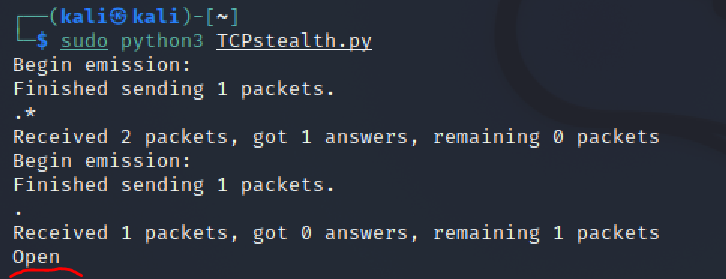 (kali㉿kali)-[~]
$ sudo python3 TCPstealth.py
Begin emission:
Finished sending 1 packets.
.*
Received 2 packets, got 1 answers, remaining 0 packets
Begin emission:
Finished sending 1 packets.
.
Received 1 packets, got 0 answers, remaining 1 packets
Open